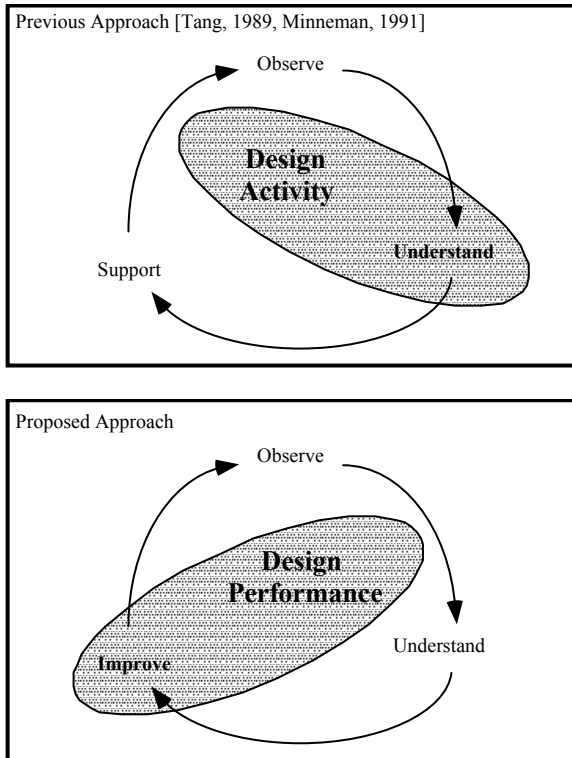 Previous Approach [Tang, 1989, Minneman, 1991]
Observe
Design
Activity
Understand
Support
Proposed Approach
Observe
Design
Performance
Understand
Improve